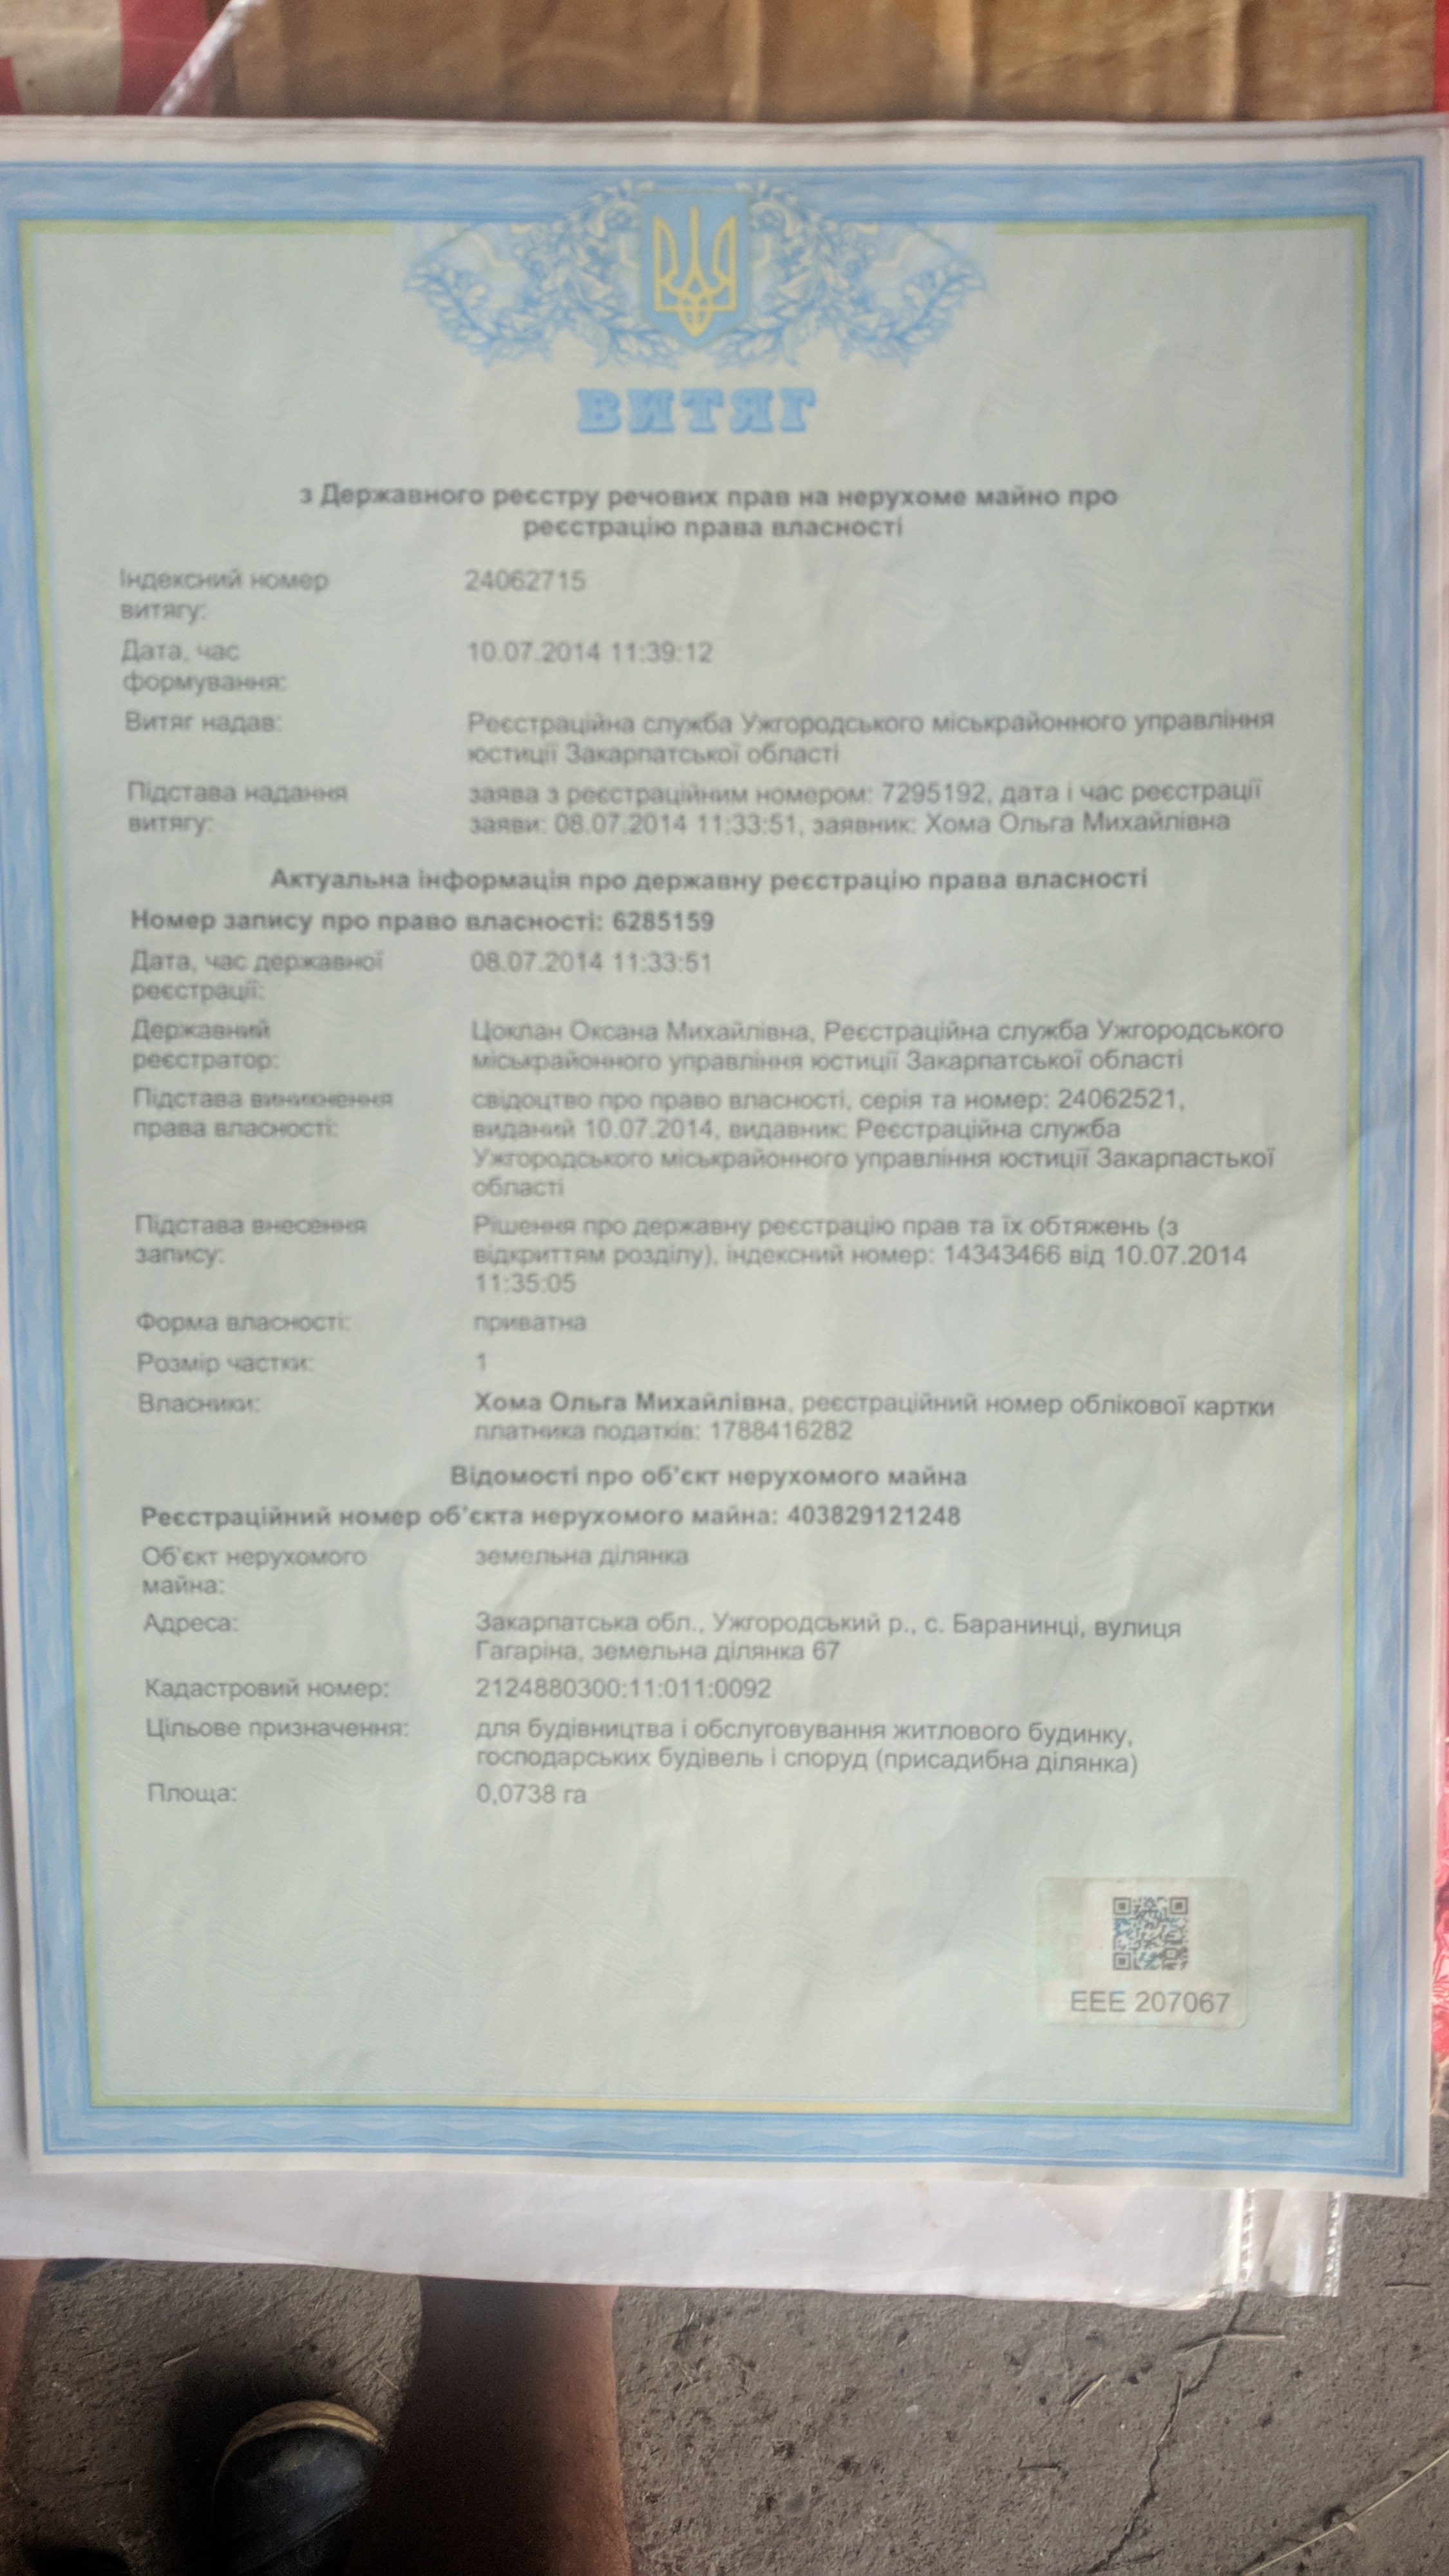 ВИТЯГ
з Державного реєстру речових прав на нерухоме майно про
реєстрацію права власності
Індексний номер
витягу:
24062715
Дата, час
формування:
10.07.2014 11:39:12
Витяг надав:
Реєстраційна служба Ужгородського міськрайонного управління
юстиції Закарпатської області
Підстава надання
витягу:
заява з реєстраційним номером: 7295192, дата і час реєстрації
заяви: 08.07.2014 11:33:51, заявник: Хома Ольга Михайлівна
Актуальна інформація про державну реєстрацію права власності
Номер запису про право власності: 6285159
Дата, час державної
реєстрації:
08.07.2014 11:33:51
Державний
реєстратор:
Цоклан Оксана Михайлівна, Реєстраційна служба Ужгородського
міськрайонного управління юстиції Закарпатської області
Підстава виникнення
права власності:
свідоцтво про право власності, серія та номер: 24062521,
виданий 10.07.2014, видавник: Реєстраційна служба
Ужгородського міськрайонного управління юстиції Закарпастької
області
Підстава внесення
запису:
Рішення про державну реєстрацію прав та їх обтяжень (з
відкриттям розділу), індексний номер: 14343466 від 10.07.2014
11:35:05
Форма власності:
приватна
Розмір частки:
1
Власники:
Хома Ольга Михайлівна, реєстраційний номер облікової картки
платника податків: 1788416282
Відомості про об'єкт нерухомого майна
Реєстраційний номер об'єкта нерухомого майна: 403829121248
Об'єкт нерухомого
майна:
земельна ділянка
Адреса:
Закарпатська обл., Ужгородський р., с. Баранинці, вулиця
Гагаріна, земельна ділянка 67
Кадастровий номер:
2124880300:11:011:0092
Цільове призначення:
для будівництва і обслуговування житлового будинку,
господарських будівель і споруд (присадибна ділянка)
Площа:
0,0738 га
ЕЕЕ 207067